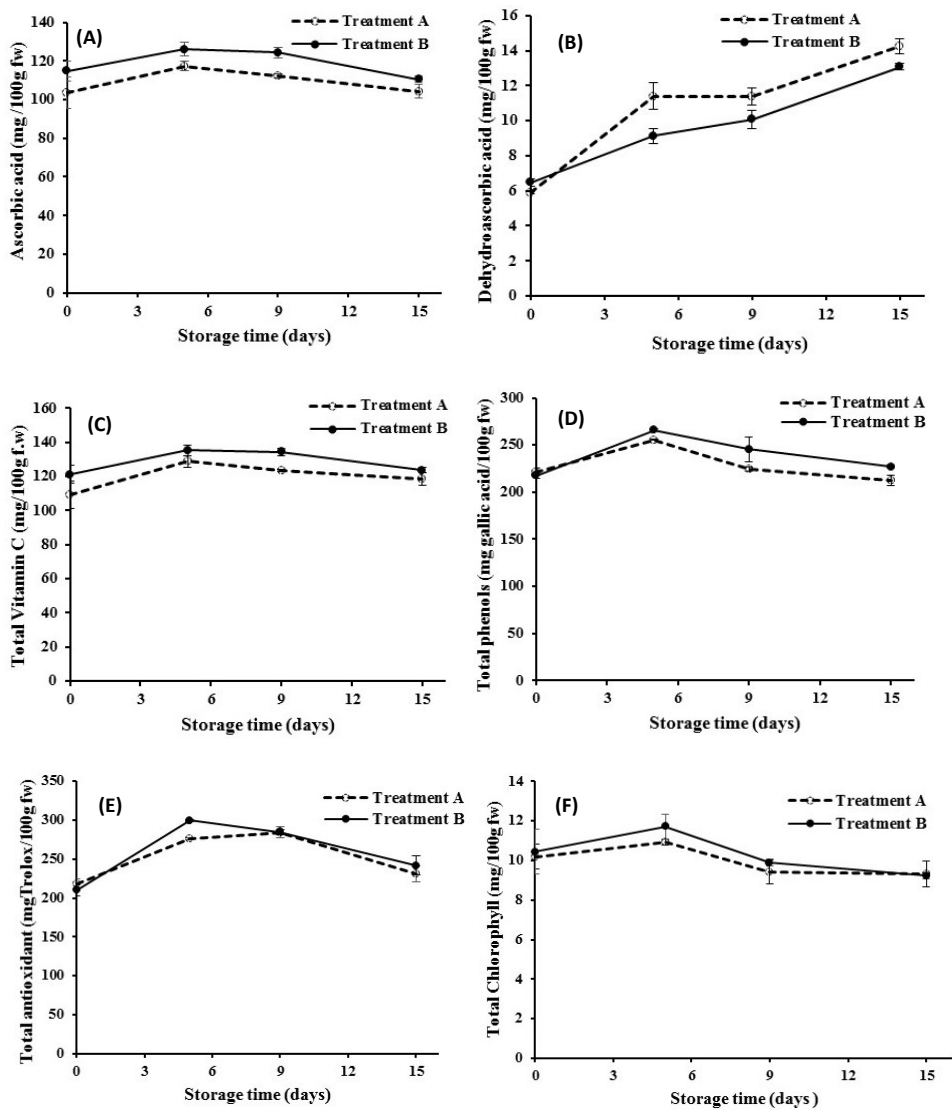 (A)
Treatment A
Treatment B
Ascorbic acid (mg /100g fw)
140
120
100
80
60
40
20
0
0 3 6 9 12 15
Storage time (days)
(B)
Treatment A
Treatment B
Dehydroascorbic acid (mg/100g fw)
16
14
12
10
8
6
4
2
0
0 3 6 9 12 15
Storage time (days)
(C)
Treatment A
Treatment B
Total Vitamin C (mg/100g f.w)
160
140
120
100
80
60
40
20
0
0 3 6 9 12 15
Storage time (days)
(D)
Treatment A
Treatment B
Total phenols (mg gallic acid/100g fw)
300
250
200
150
100
50
0
0 3 6 9 12 15
Storage time (days)
(E)
Treatment A
Treatment B
Total antioxidant (mgTrolox/100g fw)
350
300
250
200
150
100
50
0
0 3 6 9 12 15
Storage time (days)
(F)
Treatment A
Treatment B
Total Chlorophyll (mg/100g fw)
14
12
10
8
6
4
2
0
0 3 6 9 12 15
Storage time (days )